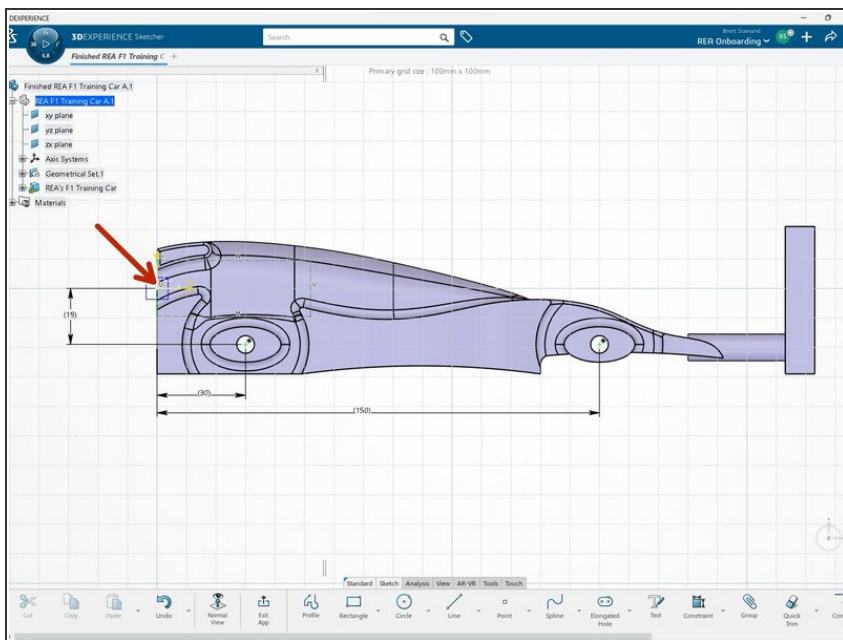 DEXPERIENCE
3DEXPERIENCE Sketcher
Search
Brett Sizeland
REA Onboarding
Finished REA F1 Training C
Primary grid size : 100mm x 100mm
Finished REA F1 Training Car A.1
REA F1 Training Car A.1
xy plane
yz plane
zx plane
Axis Systems
Geometrical Set.1
REA's F1 Training Car
Materials
(19)
(30)
(150)
Standard Sketch Analysis View AR-VR Tools Touch
Cut Copy Paste Undo Normal View Exit App Profile Rectangle Circle Line Point Spline Elongated Hole Text Constraint Group Quick Trim